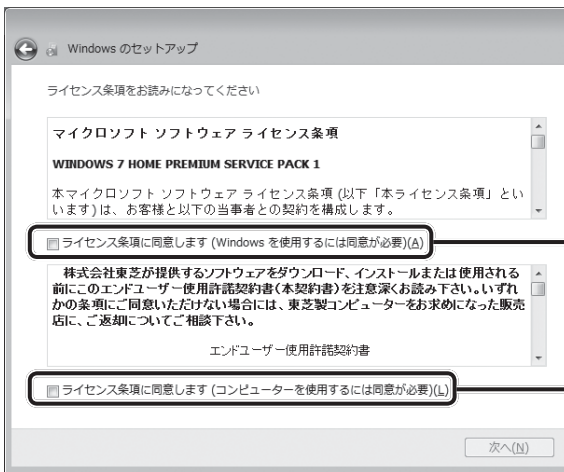 Windows のセットアップ
ライセンス条項をお読みになってください
マイクロソフト ソフトウェア ライセンス条項
WINDOWS 7 HOME PREMIUM SERVICE PACK 1
本マイクロソフト ソフトウェア ライセンス条項 (以下「本ライセンス条項」とい
います) は、お客様と以下の当事者との契約を構成します。
ライセンス条項に同意します (Windows を使用するには同意が必要)(A)
株式会社東芝が提供するソフトウェアをダウンロード、インストールまたは使用される
前にこのエンドユーザー使用許諾契約書(本契約書)を注意深くお読み下さい。いずれ
かの条項にご同意いただけない場合には、東芝製コンピューターをお求めになった販売
店に、ご返却についてご相談下さい。
エンドユーザー使用許諾契約書
ライセンス条項に同意します (コンピューターを使用するには同意が必要)(L)
次へ(N)